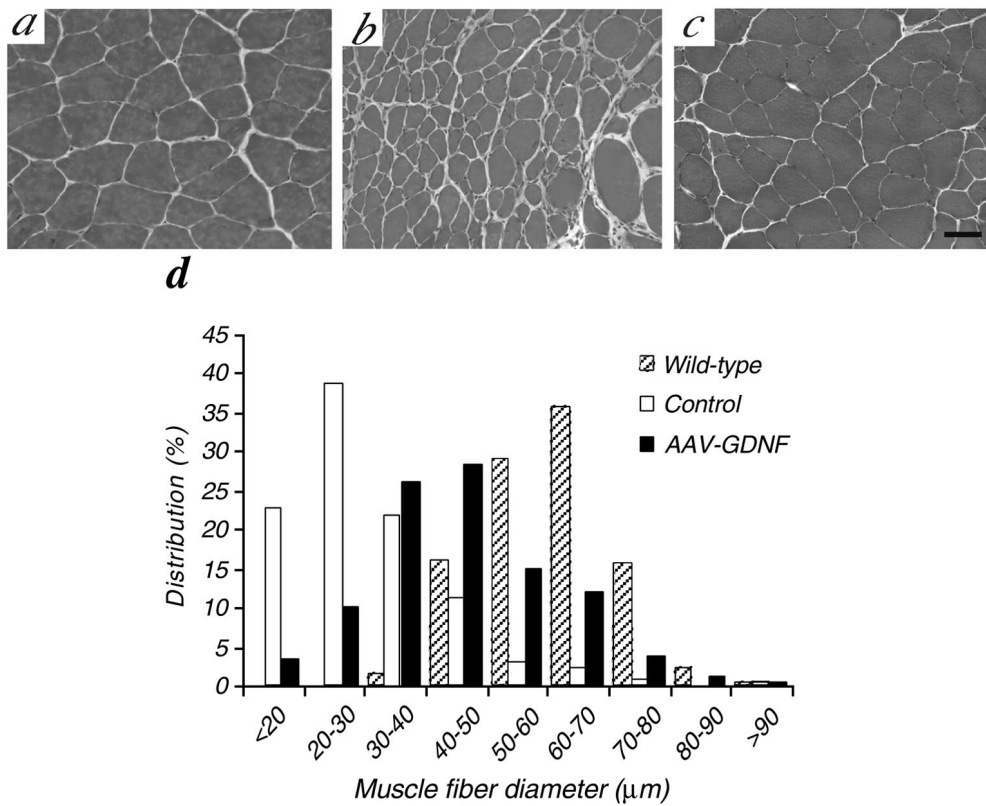 a b c
d
45
40
35
30
25
20
15
10
5
0
Distribution (%)
Wild-type
Control
AAV-GDNF
<20 20-30 30-40 40-50 50-60 60-70 70-80 80-90 >90
Muscle fiber diameter (μm)